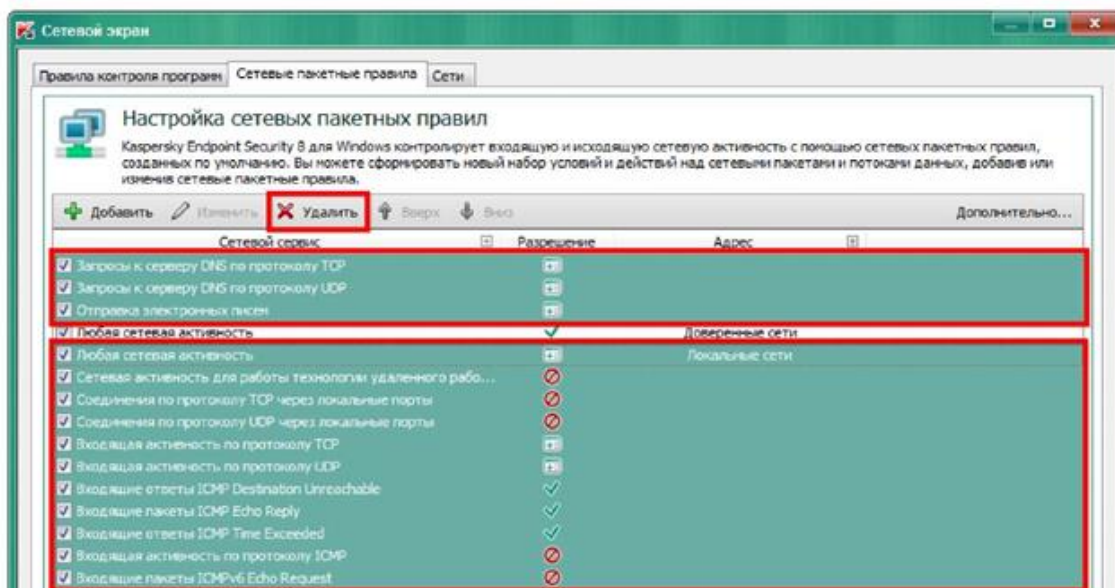 Сетевой экран
Правила контроля программ Сетевые пакетные правила Сети
Настройка сетевых пакетных правил
Kaspersky Endpoint Security 8 для Windows контролирует входящую и исходящую сетевую активность с помощью сетевых пакетных правил,
созданных по умолчанию. Вы можете сформировать новый набор условий и действий над сетевыми пакетами и потоками данных, добавив или
изменив сетевые пакетные правила.
Добавить Изменить Удалить Вверх Вниз Дополнительно...
Сетевой сервис Разрешение Адрес
Запросы к серверу DNS по протоколу TCP
Запросы к серверу DNS по протоколу UDP
Отправка электронных писем
Любая сетевая активность Доверенные сети
Любая сетевая активность Локальные сети
Сетевая активность для работы технологии удаленного рабо...
Соединения по протоколу TCP через локальные порты
Соединения по протоколу UDP через локальные порты
Входящая активность по протоколу TCP
Входящая активность по протоколу UDP
Входящие ответы ICMP Destination Unreachable
Входящие пакеты ICMP Echo Reply
Входящие ответы ICMP Time Exceeded
Входящая активность по протоколу ICMP
Входящие пакеты ICMPv6 Echo Request